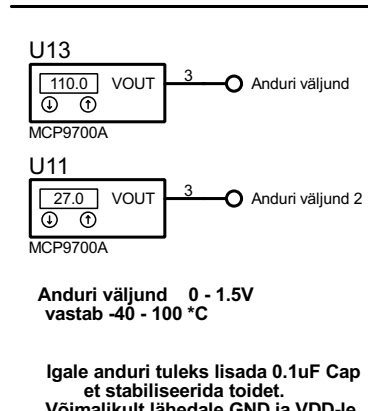 U13
110.0 VOUT 3 Anduri väljund
MCP9700A
U11
27.0 VOUT 3 Anduri väljund 2
MCP9700A
Anduri väljund 0 - 1.5V
vastab -40 - 100 *C
Igale anduri tuleks lisada 0.1uF Cap
et stabiliseerida toidet.
Võimalikult lähedale GND ja VDD-le